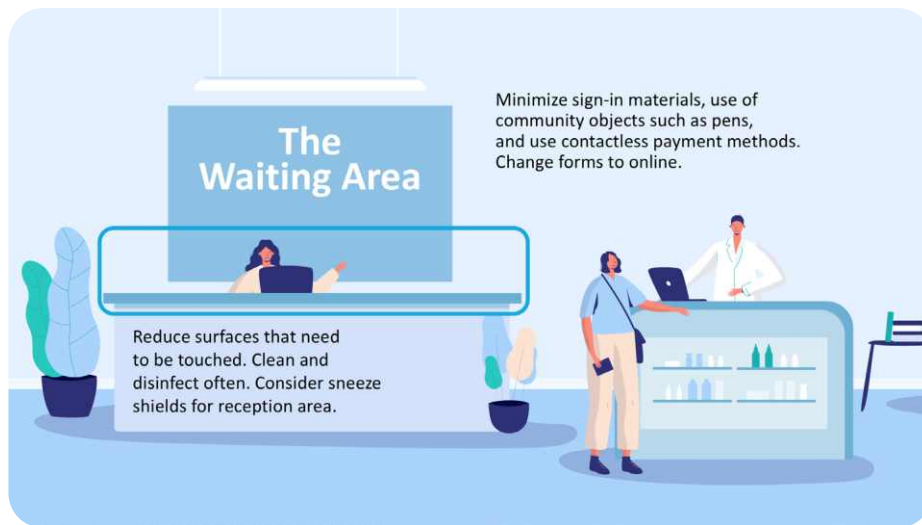 The
Waiting Area
Minimize sign-in materials, use of
community objects such as pens,
and use contactless payment methods.
Change forms to online.
Reduce surfaces that need
to be touched. Clean and
disinfect often. Consider sneeze
shields for reception area.